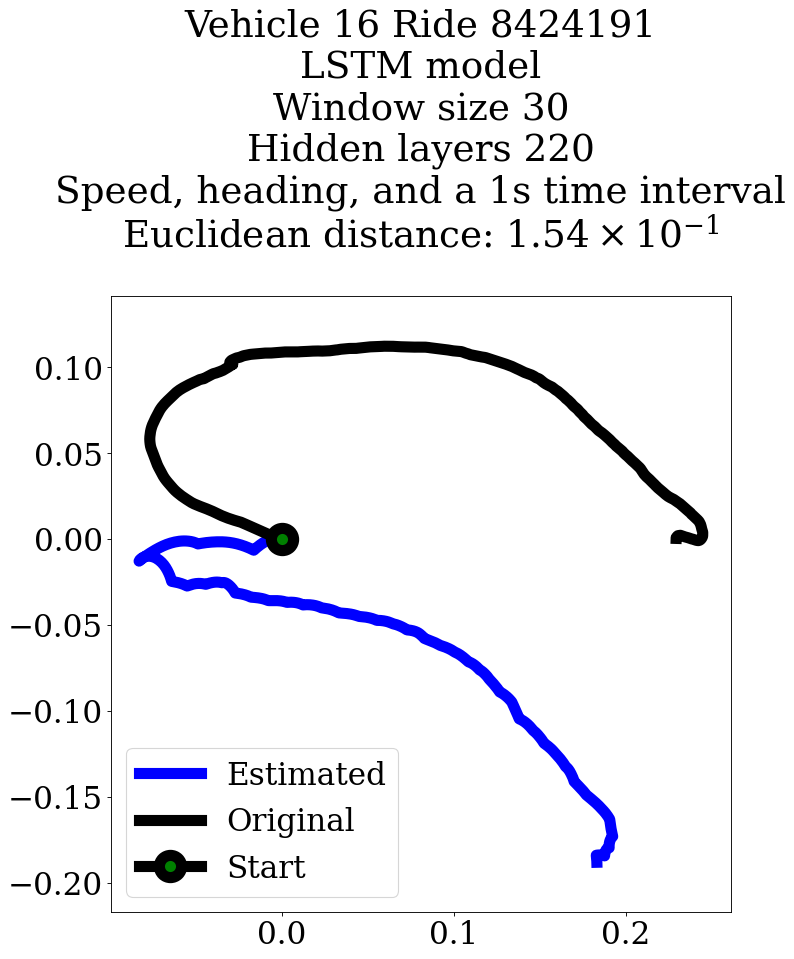 Vehicle 16 Ride 8424191
LSTM model
Window size 30
Hidden layers 220
Speed, heading, and a 1s time interval
Euclidean distance: 1.54 × 10⁻¹
0.10
0.05
0.00
−0.05
−0.10
−0.15
−0.20
Estimated
Original
Start
0.0 0.1 0.2